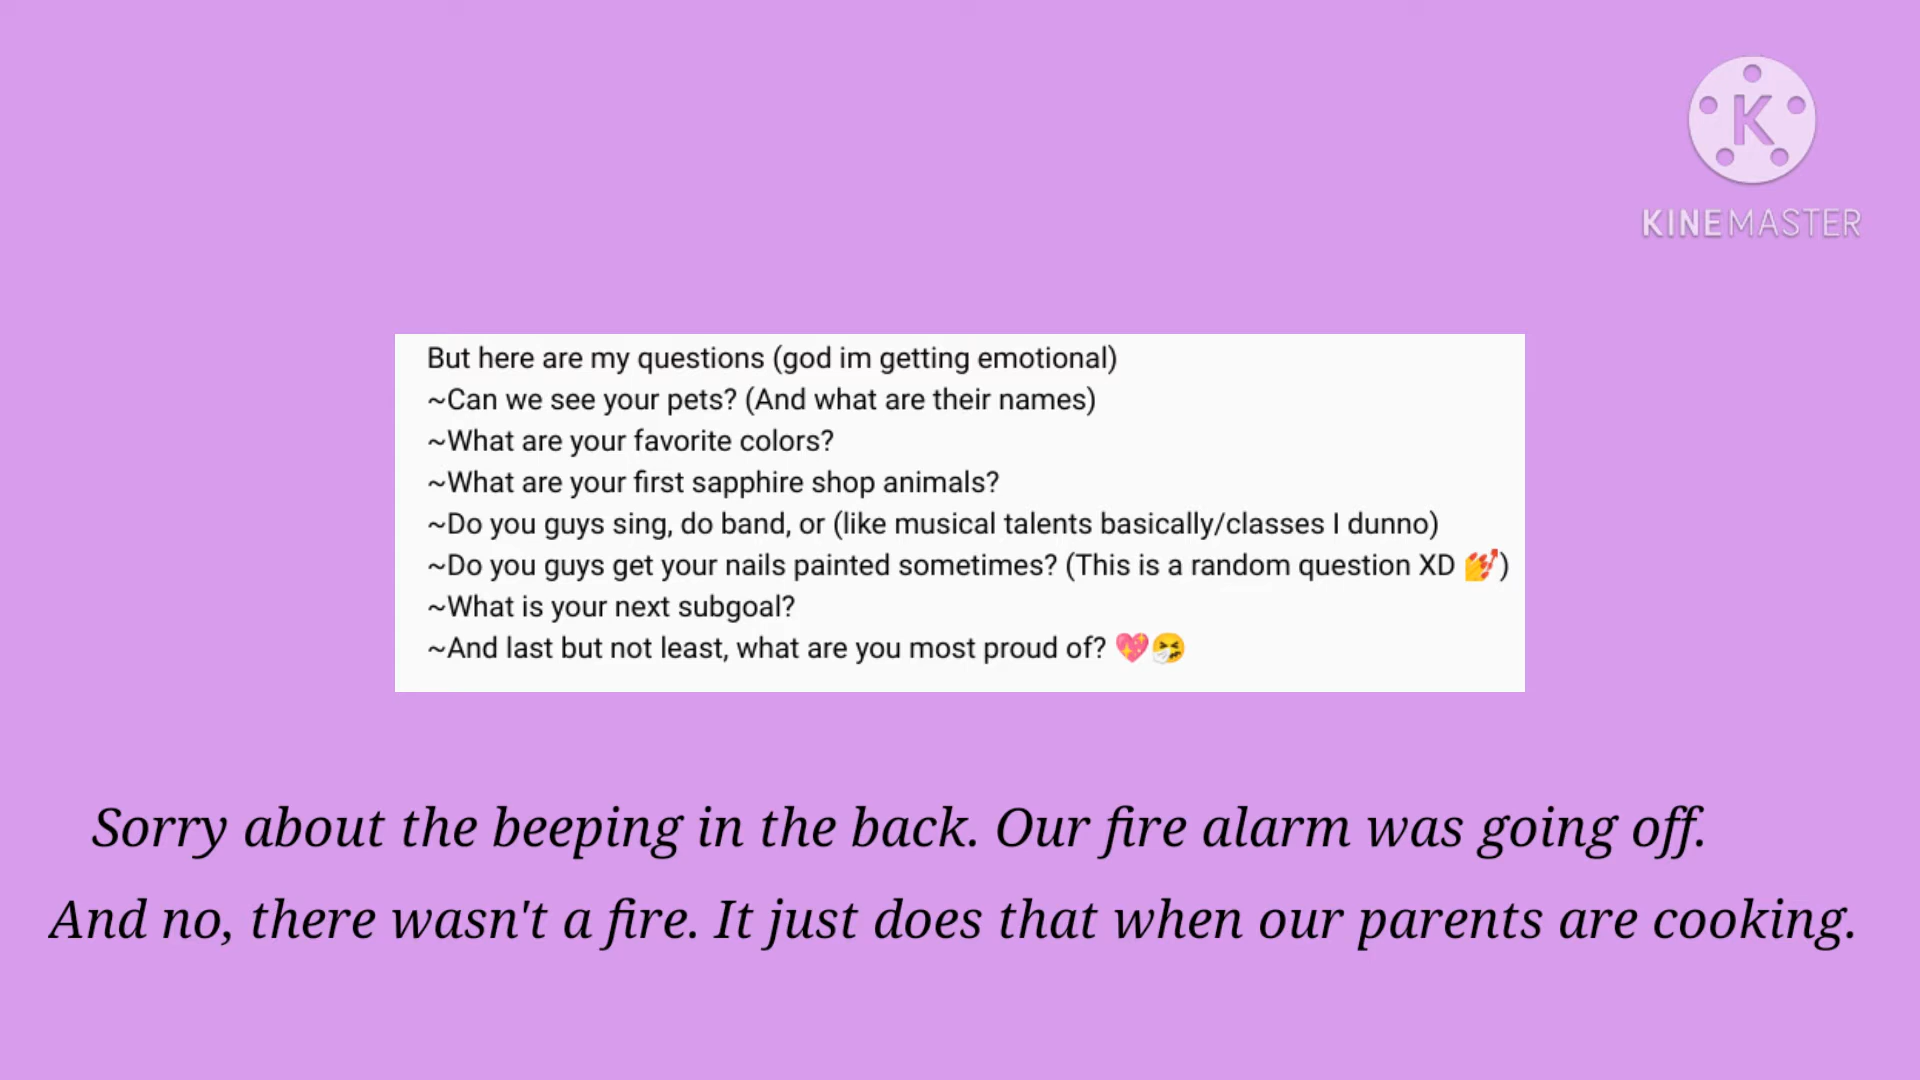 K
KINEMASTER
But here are my questions (god im getting emotional)
~Can we see your pets? (And what are their names)
~What are your favorite colors?
~What are your first sapphire shop animals?
~Do you guys sing, do band, or (like musical talents basically/classes I dunno)
~Do you guys get your nails painted sometimes? (This is a random question XD 💅)
~What is your next subgoal?
~And last but not least, what are you most proud of? 💖🤧
Sorry about the beeping in the back. Our fire alarm was going off.
And no, there wasn't a fire. It just does that when our parents are cooking.